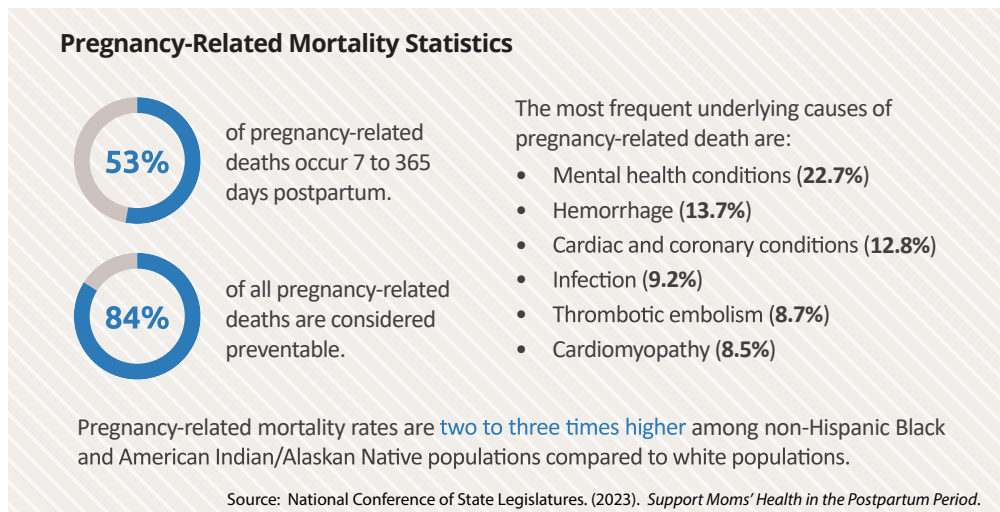 Pregnancy-Related Mortality Statistics
53%
of pregnancy-related
deaths occur 7 to 365
days postpartum.
84%
of all pregnancy-related
deaths are considered
preventable.
The most frequent underlying causes of
pregnancy-related death are:
• Mental health conditions (22.7%)
• Hemorrhage (13.7%)
• Cardiac and coronary conditions (12.8%)
• Infection (9.2%)
• Thrombotic embolism (8.7%)
• Cardiomyopathy (8.5%)
Pregnancy-related mortality rates are two to three times higher among non-Hispanic Black
and American Indian/Alaskan Native populations compared to white populations.
Source: National Conference of State Legislatures. (2023). Support Moms’ Health in the Postpartum Period.